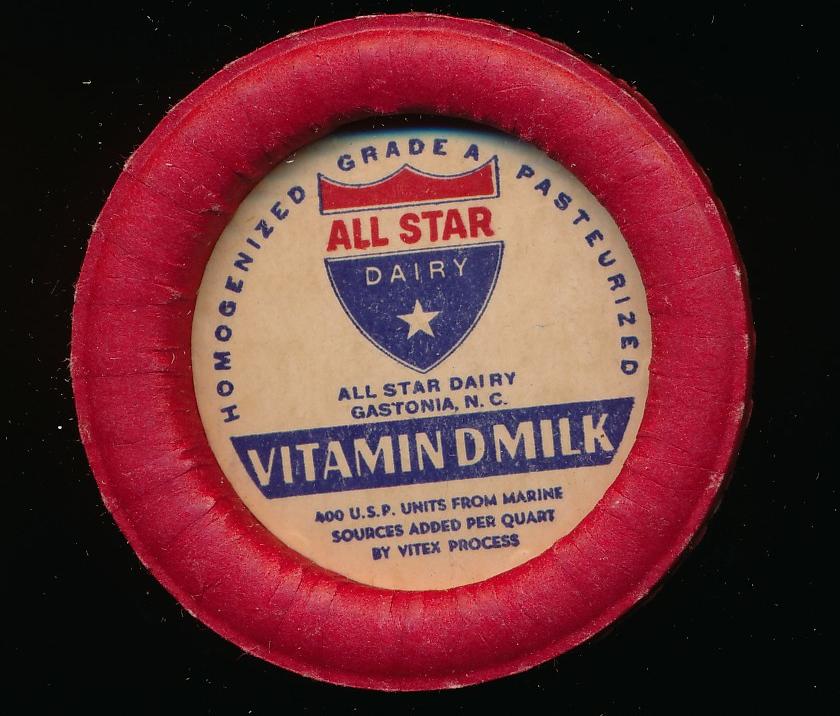 HOMOGENIZED GRADE A PASTEURIZED
ALL STAR
DAIRY
ALL STAR DAIRY
GASTONIA, N. C.
VITAMIN D MILK
400 U.S.P. UNITS FROM MARINE
SOURCES ADDED PER QUART
BY VITEX PROCESS